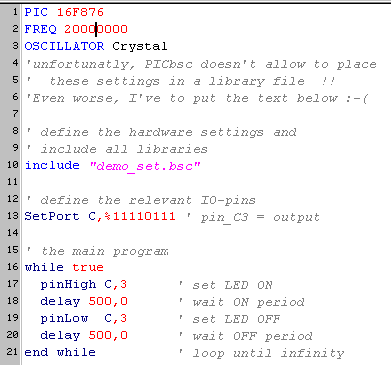 1 PIC 16F876
2 FREQ 20000000
3 OSCILLATOR Crystal
4 'unfortunatly, PICbsc doesn't allow to place
5 '  these settings in a library file  !!
6 'Even worse, I've to put the text below :-(
7
8 ' define the hardware settings and
9 ' include all libraries
10 include "demo_set.bsc"
11
12 ' define the relevant IO-pins
13 SetPort C,%11110111 ' pin_C3 = output
14
15 ' the main program
16 while true
17   pinHigh C,3      ' set LED ON
18   delay 500,0      ' wait ON period
19   pinLow  C,3      ' set LED OFF
20   delay 500,0      ' wait OFF period
21 end while          ' loop until infinity